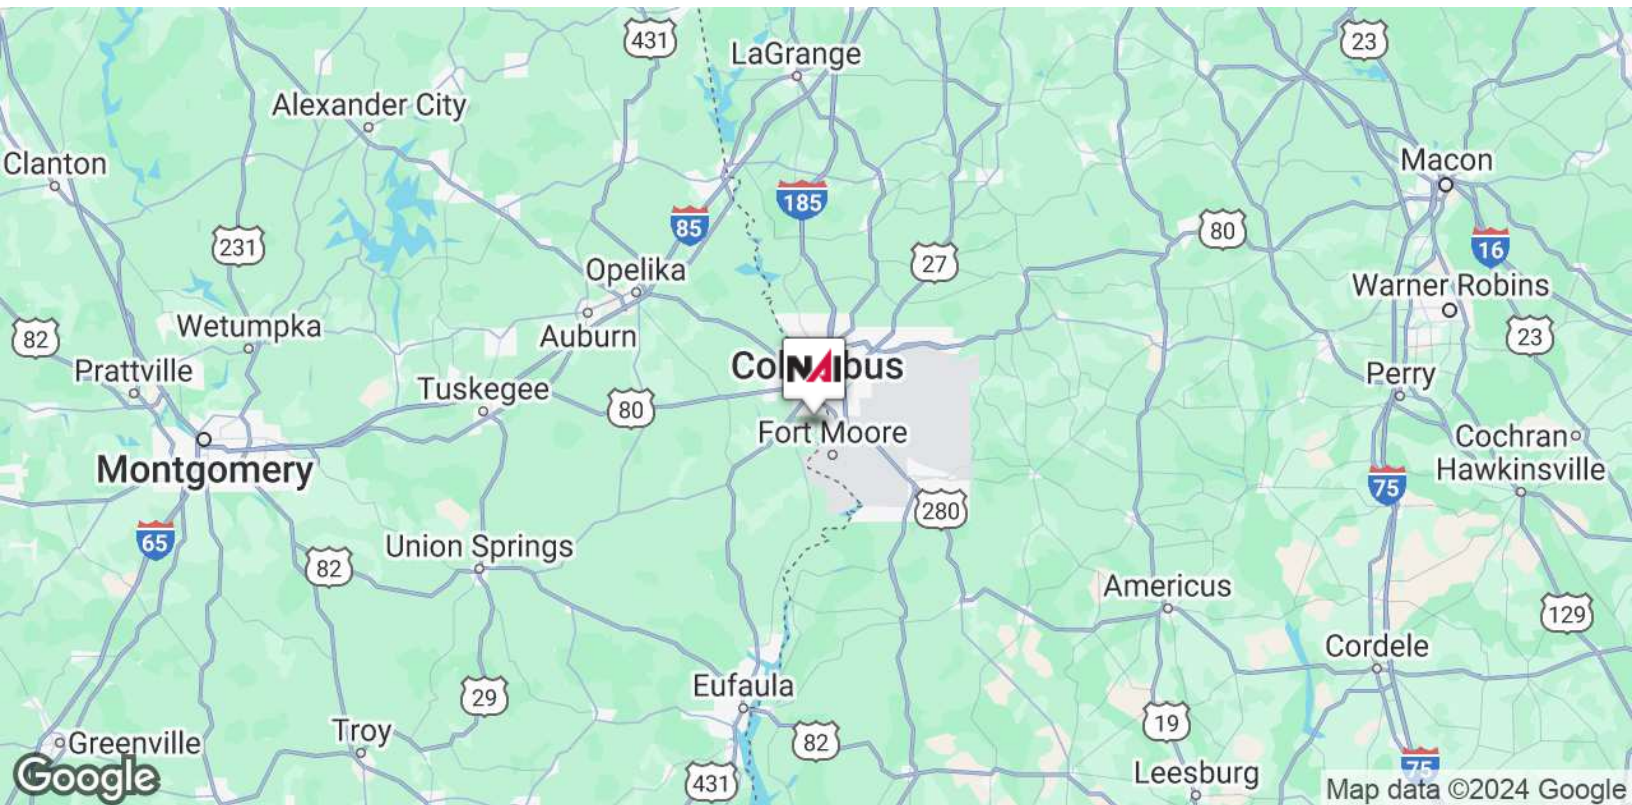 431
LaGrange
23
Alexander City
Clanton
Macon
185
85
80
231
16
27
Opelika
Warner Robins
82
Wetumpka
Auburn
23
Prattville
Columbus
NAI
Perry
Tuskegee
80
Fort Moore
Cochran
Montgomery
Hawkinsville
75
280
65
Union Springs
82
Americus
129
Cordele
Eufaula
29
19
Troy
82
Greenville
75
Leesburg
431
Google
Map data ©2024 Google